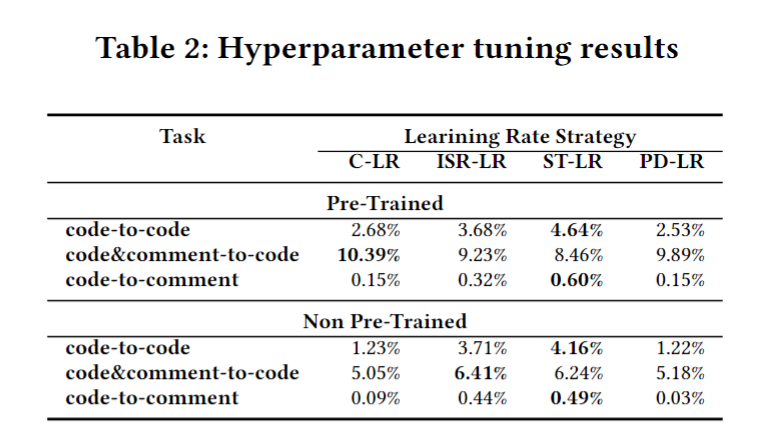 Table 2: Hyperparameter tuning results
Task Learining Rate Strategy
C-LR ISR-LR ST-LR PD-LR
Pre-Trained
code-to-code 2.68% 3.68% 4.64% 2.53%
code&comment-to-code 10.39% 9.23% 8.46% 9.89%
code-to-comment 0.15% 0.32% 0.60% 0.15%
Non Pre-Trained
code-to-code 1.23% 3.71% 4.16% 1.22%
code&comment-to-code 5.05% 6.41% 6.24% 5.18%
code-to-comment 0.09% 0.44% 0.49% 0.03%